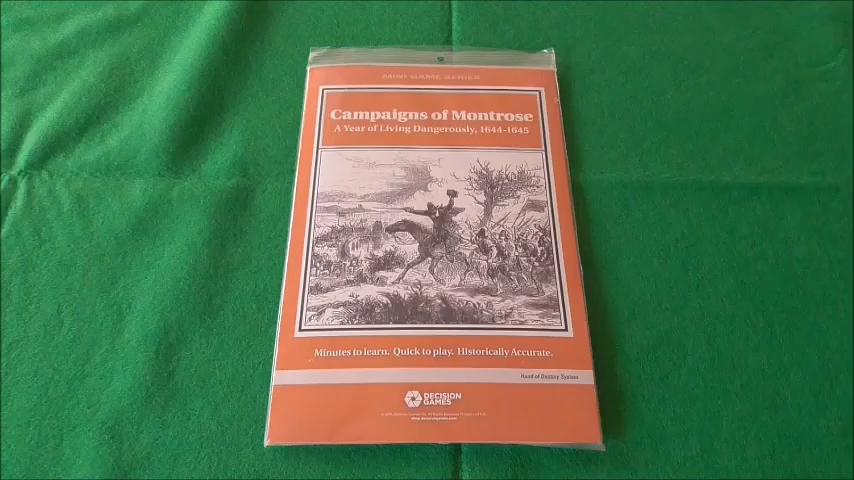 MINI GAME SERIES
Campaigns of Montrose
A Year of Living Dangerously, 1644-1645
Minutes to learn. Quick to play. Historically Accurate.
Hand of Destiny System
DECISION
GAMES
shop.decisiongames.com